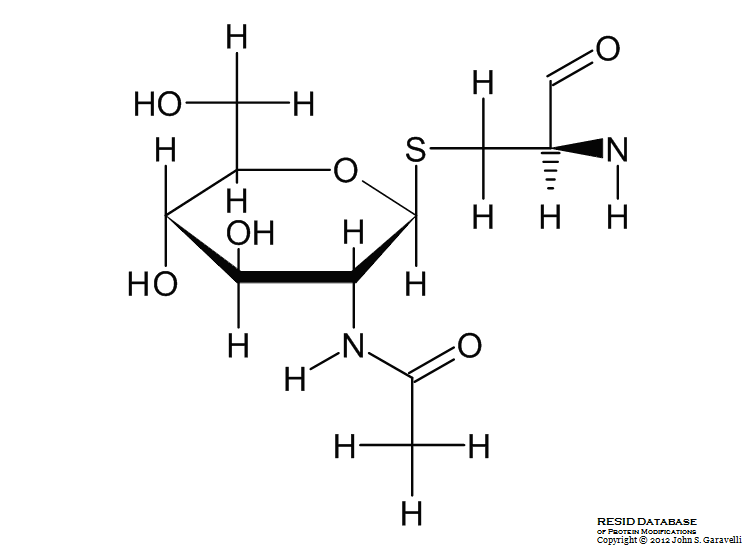 H
O
HO H
H
H S N
O
H
OH H H H H
HO H
H N O
H
H H
H
RESID DATABASE
OF PROTEIN MODIFICATIONS
Copyright © 2012 John S. Garavelli